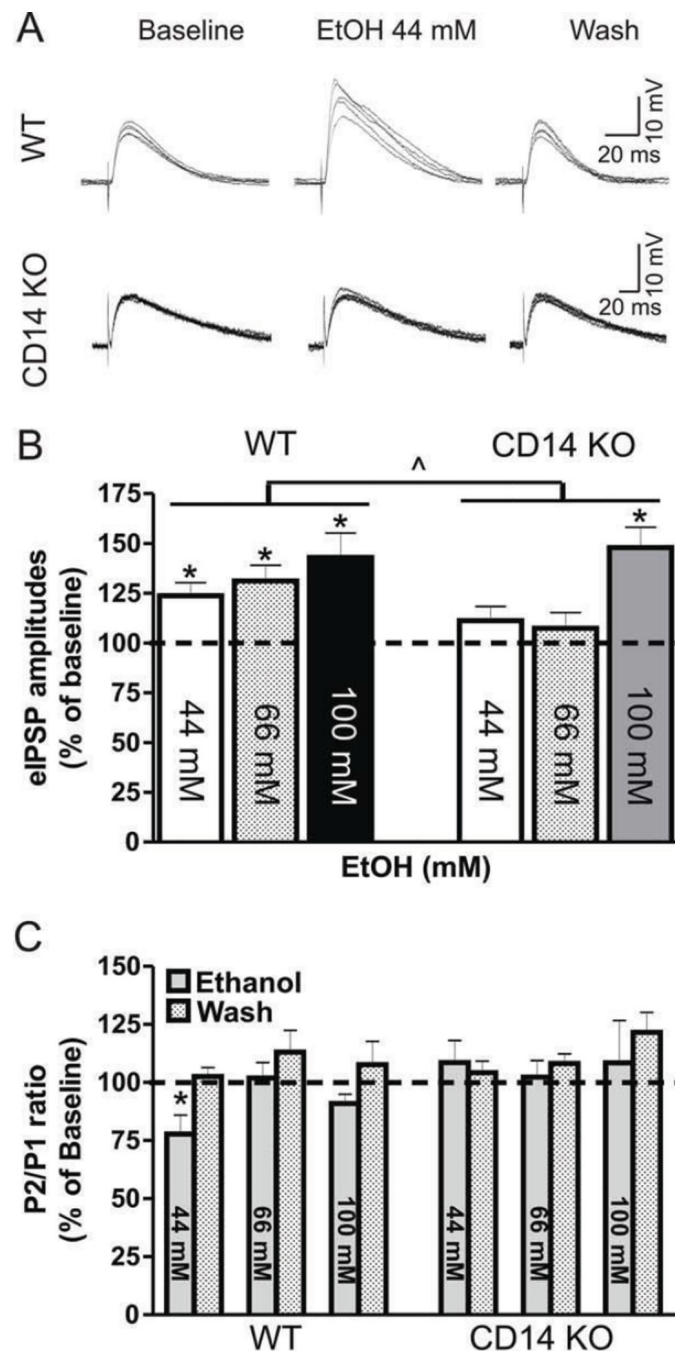 A
Baseline EtOH 44 mM Wash
WT
10 mV
20 ms
CD14 KO
10 mV
20 ms
B
WT CD14 KO
^
eIPSP amplitudes
(% of baseline)
175
150
125
100
75
50
25
0
* * * *
44 mM 66 mM 100 mM 44 mM 66 mM 100 mM
EtOH (mM)
C
P2/P1 ratio
(% of Baseline)
150
125
100
75
50
25
0
Ethanol
Wash
*
44 mM 66 mM 100 mM 44 mM 66 mM 100 mM
WT CD14 KO